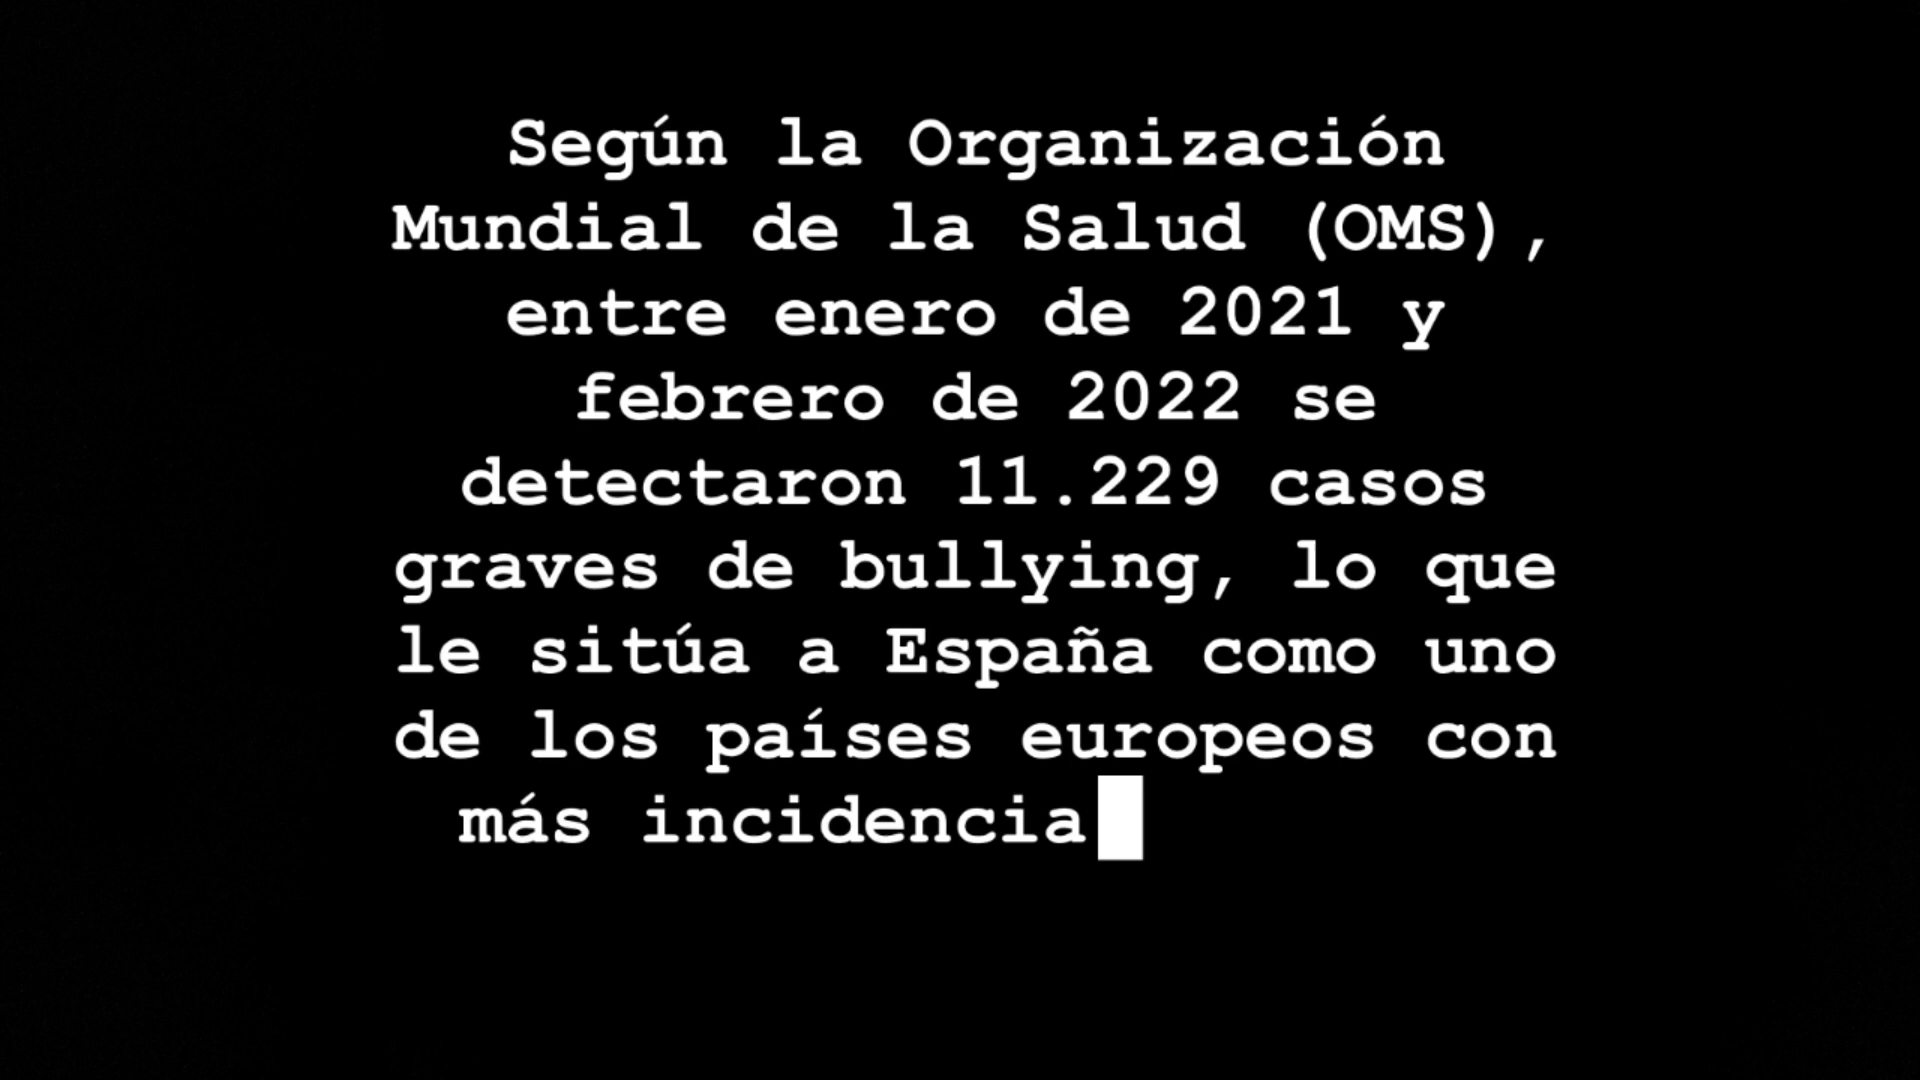 Según la Organización
Mundial de la Salud (OMS),
entre enero de 2021 y
febrero de 2022 se
detectaron 11.229 casos
graves de bullying, lo que
le sitúa a España como uno
de los países europeos con
más incidencia